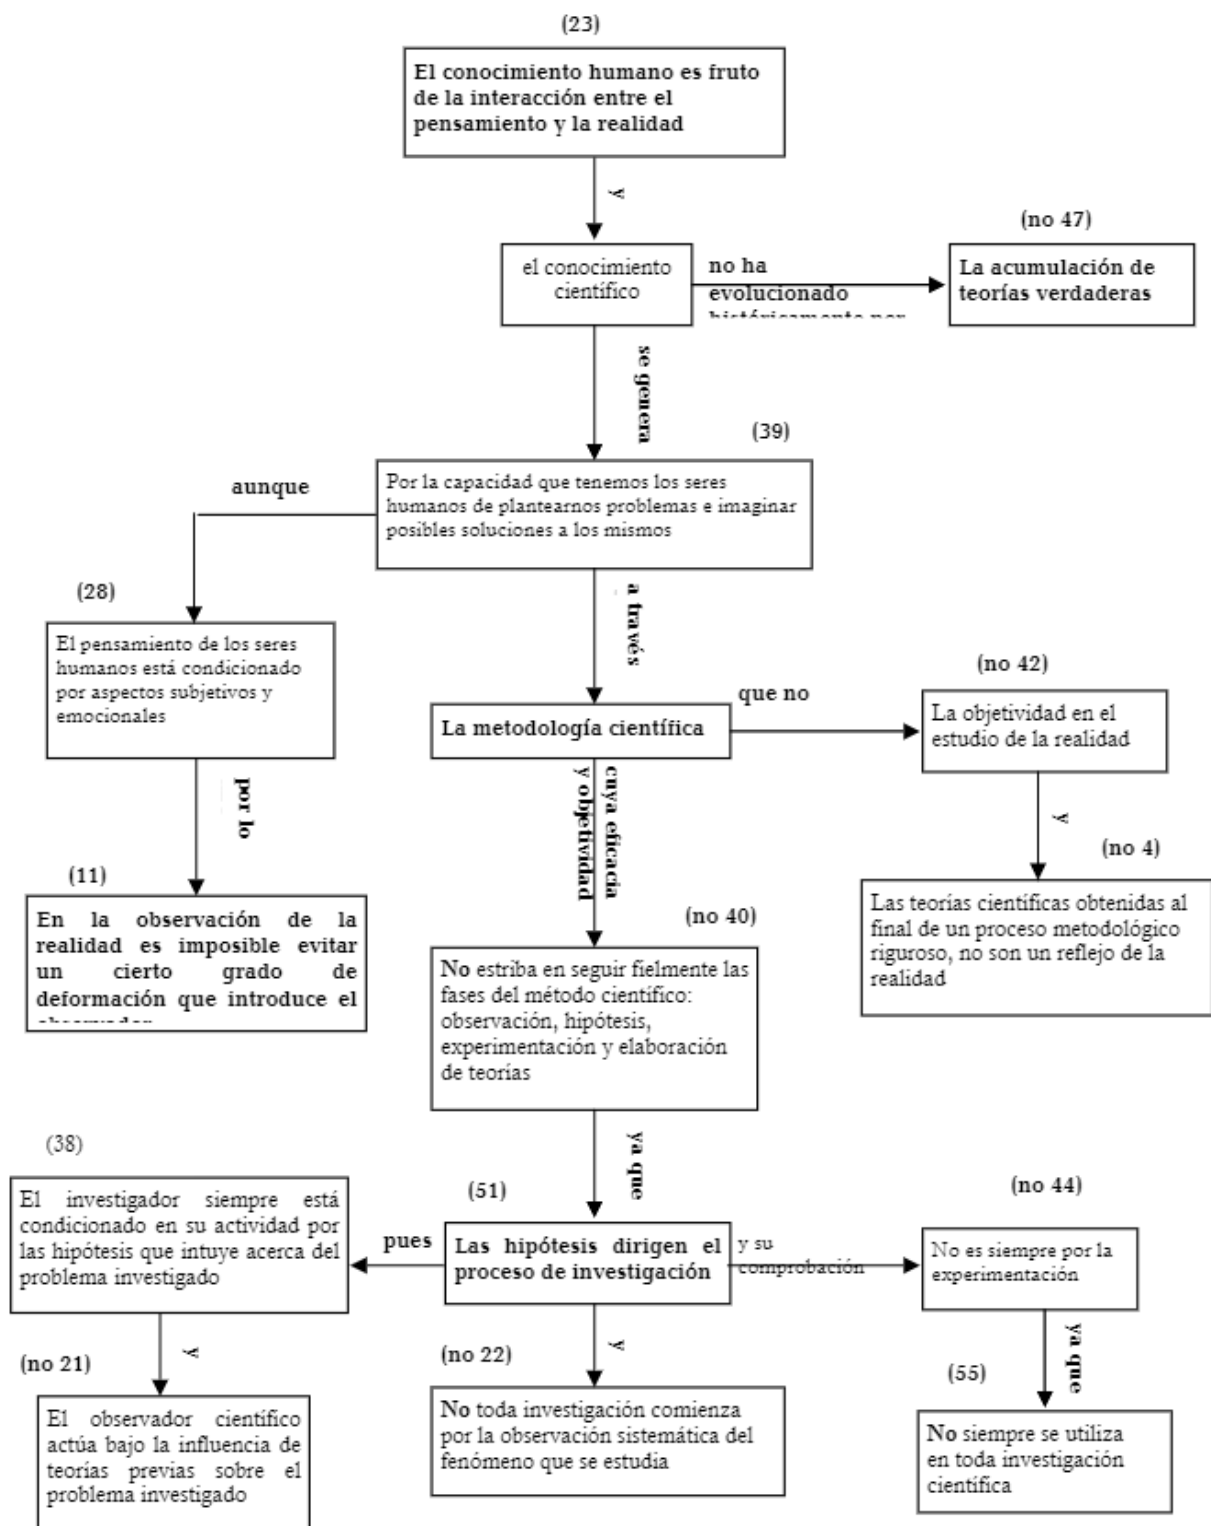 (23)
El conocimiento humano es fruto
de la interacción entre el
pensamiento y la realidad
y
(no 47)
el conocimiento
científico
no ha
evolucionado
históricamente por
La acumulación de
teorías verdaderas
se genera
(39)
Por la capacidad que tenemos los seres
humanos de plantearnos problemas e imaginar
posibles soluciones a los mismos
aunque
(28)
El pensamiento de los seres
humanos está condicionado
por aspectos subjetivos y
emocionales
a través
(no 42)
La metodología científica
que no
La objetividad en el
estudio de la realidad
por lo
cuya eficacia
y objetividad
y
(no 4)
(11)
En la observación de la
realidad es imposible evitar
un cierto grado de
deformación que introduce el
observador
(no 40)
No estriba en seguir fielmente las
fases del método científico:
observación, hipótesis,
experimentación y elaboración
de teorías
Las teorías científicas obtenidas al
final de un proceso metodológico
riguroso, no son un reflejo de la
realidad
ya que
(38)
El investigador siempre está
condicionado en su actividad por
las hipótesis que intuye acerca del
problema investigado
pues
(51)
Las hipótesis dirigen el
proceso de investigación
y su
comprobación
(no 44)
No es siempre por la
experimentación
y
(no 21)
El observador científico
actúa bajo la influencia de
teorías previas sobre el
problema investigado
y
(no 22)
No toda investigación comienza
por la observación sistemática del
fenómeno que se estudia
ya que
(55)
No siempre se utiliza
en toda investigación
científica